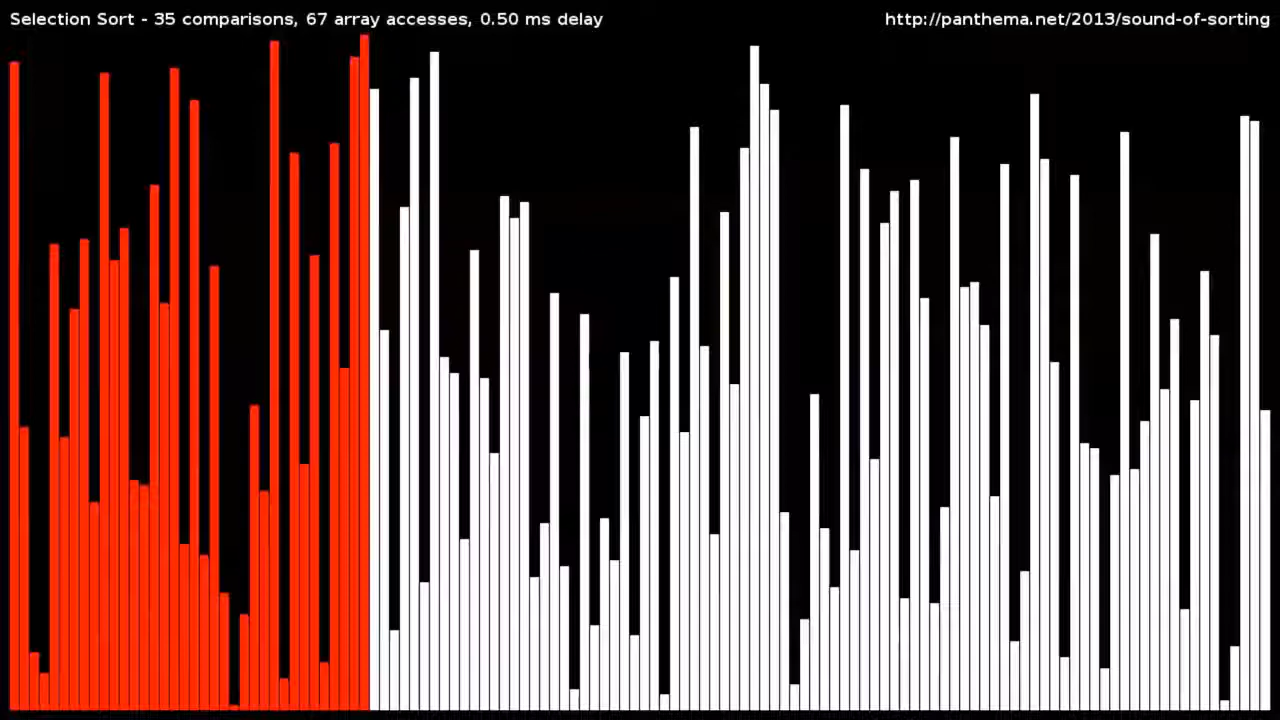 Selection Sort - 35 comparisons, 67 array accesses, 0.50 ms delay
http://panthema.net/2013/sound-of-sorting